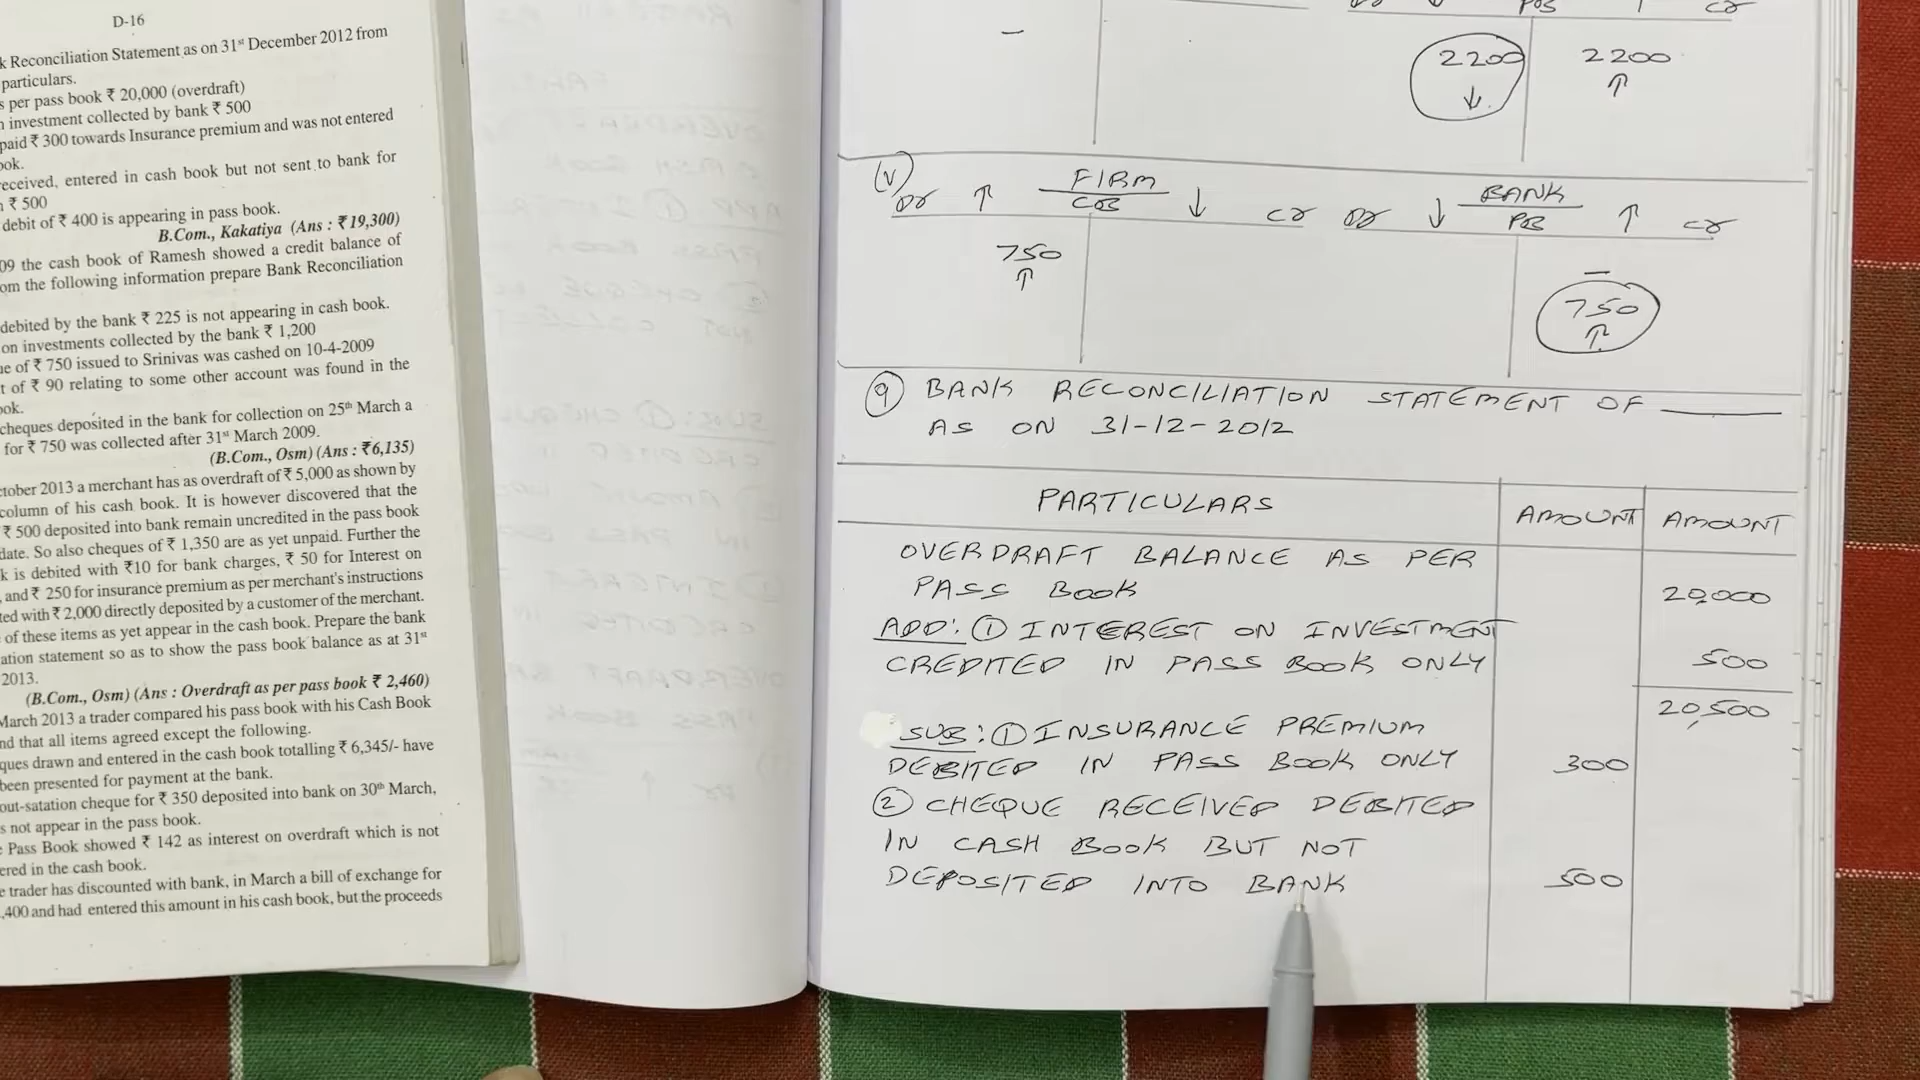 D-16
Reconciliation Statement as on 31st December 2012 from
particulars.
per pass book ₹ 20,000 (overdraft)
investment collected by bank ₹ 500
paid ₹ 300 towards Insurance premium and was not entered
received, entered in cash book but not sent to bank for
₹ 500
debit of ₹ 400 is appearing in pass book.
B.Com., Kakatiya (Ans : ₹19,300)
09 the cash book of Ramesh showed a credit balance of
the following information prepare Bank Reconciliation
debited by the bank ₹ 225 is not appearing in cash book.
on investments collected by the bank ₹ 1,200
of ₹ 750 issued to Srinivas was cashed on 10-4-2009
of ₹ 90 relating to some other account was found in the
cheques deposited in the bank for collection on 25th March a
for ₹ 750 was collected after 31st March 2009.
(B.Com., Osm) (Ans : ₹6,135)
2013 a merchant has as overdraft of ₹ 5,000 as shown by
column of his cash book. It is however discovered that the
₹ 500 deposited into bank remain uncredited in the pass book
date. So also cheques of ₹ 1,350 are as yet unpaid. Further the
is debited with ₹10 for bank charges, ₹ 50 for Interest on
, and ₹ 250 for insurance premium as per merchant's instructions
with ₹ 2,000 directly deposited by a customer of the merchant.
of these items as yet appear in the cash book. Prepare the bank
statement so as to show the pass book balance as at 31st
2013.
(B.Com., Osm) (Ans : Overdraft as per pass book ₹ 2,460)
March 2013 a trader compared his pass book with his Cash Book
that all items agreed except the following.
drawn and entered in the cash book totalling ₹ 6,345/- have
been presented for payment at the bank.
cheque for ₹ 350 deposited into bank on 30th March,
not appear in the pass book.
Pass Book showed ₹ 142 as interest on overdraft which is not
in the cash book.
trader has discounted with bank, in March a bill of exchange for
,400 and had entered this amount in his cash book, but the proceeds
↓ PBS ↑ Cr
— 2200 2200
↓ ↑
(V) FIRM BANK
Dr ↑ CBS ↓ Cr Dr ↓ PBS ↑ Cr
750 —
↑ 750
↑
(9) BANK RECONCILIATION STATEMENT OF ______
AS ON 31-12-2012
PARTICULARS AMOUNT AMOUNT
OVERDRAFT BALANCE AS PER
PASS BOOK 20,000
ADD: (1) INTEREST ON INVESTMENT
CREDITED IN PASS BOOK ONLY 500
20,500
SUB: (1) INSURANCE PREMIUM
DEBITED IN PASS BOOK ONLY 300
(2) CHEQUE RECEIVED DEBITED
IN CASH BOOK BUT NOT
DEPOSITED INTO BANK 500